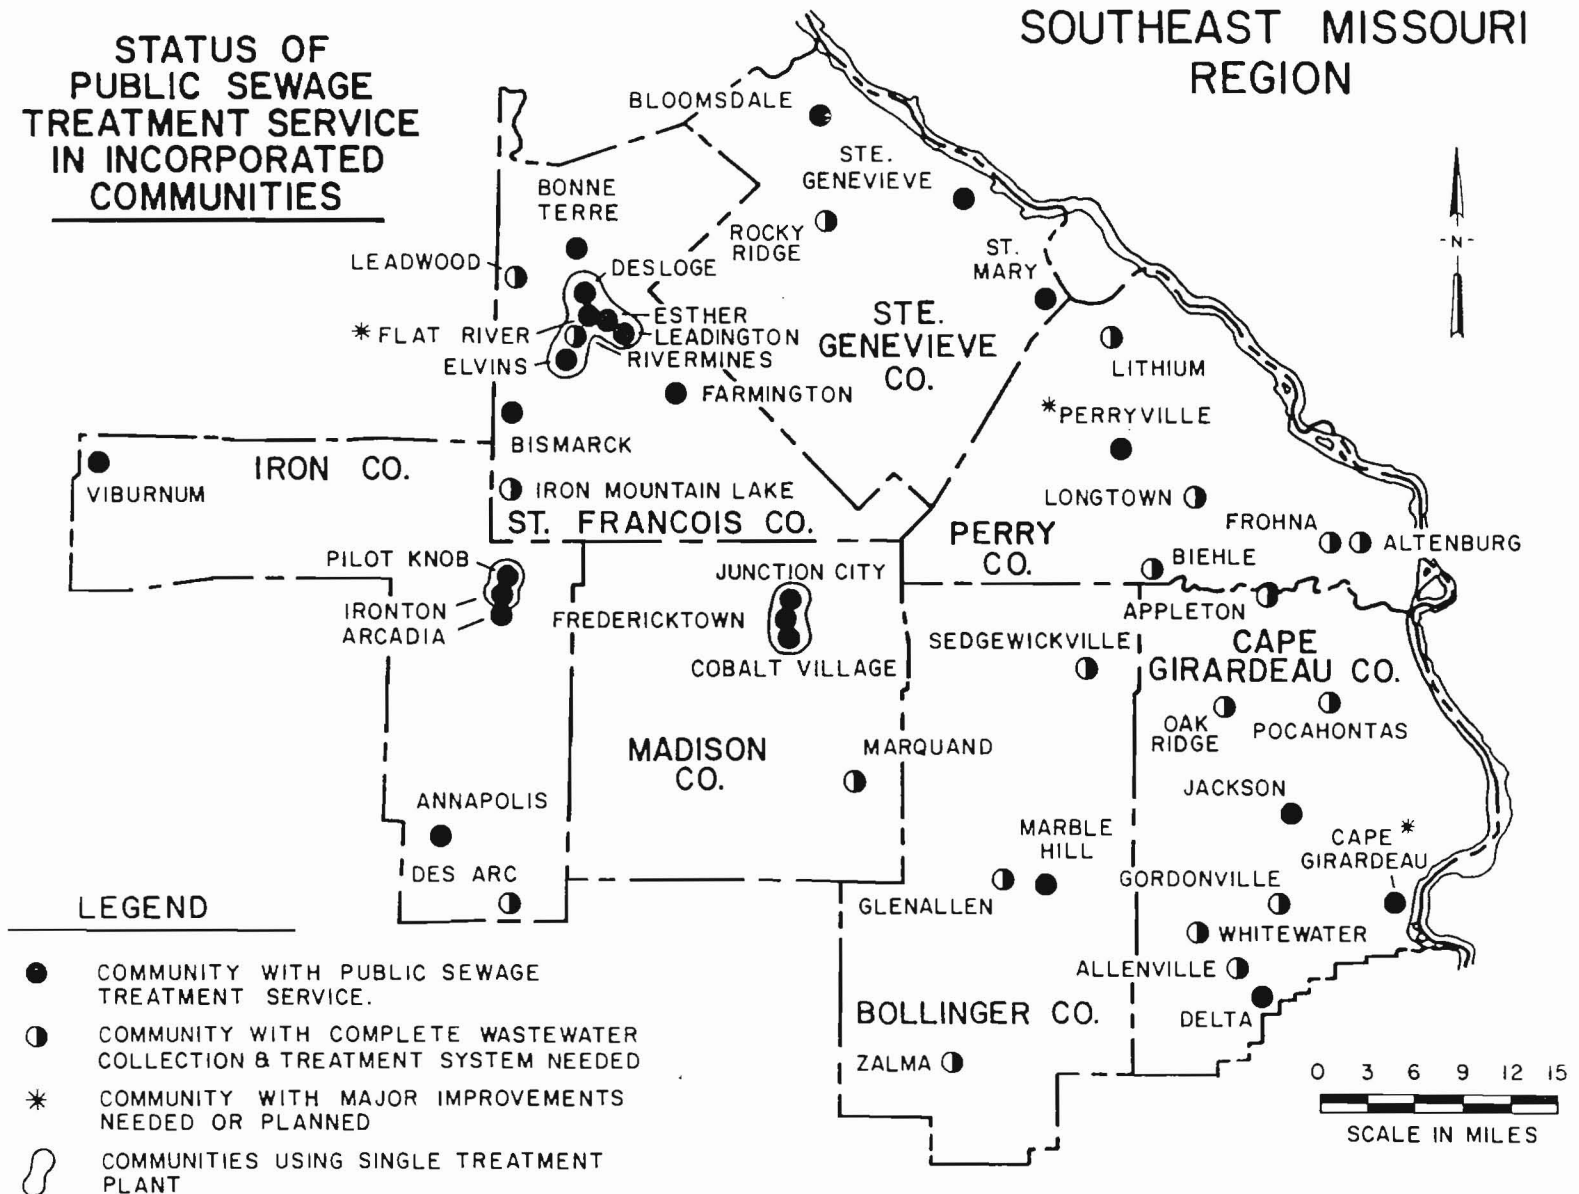 STATUS OF
PUBLIC SEWAGE
TREATMENT SERVICE
IN INCORPORATED
COMMUNITIES
SOUTHEAST MISSOURI
REGION
-N-
BLOOMSDALE
STE.
GENEVIEVE
BONNE
TERRE
ROCKY
RIDGE
ST.
MARY
LEADWOOD
DESLOGE
ESTHER
* FLAT RIVER
LEADINGTON
ELVINS
RIVERMINES
STE.
GENEVIEVE
CO.
LITHIUM
FARMINGTON
*PERRYVILLE
BISMARCK
IRON CO.
VIBURNUM
IRON MOUNTAIN LAKE
LONGTOWN
ST. FRANCOIS CO.
FROHNA
ALTENBURG
PERRY
CO.
BIEHLE
PILOT KNOB
JUNCTION CITY
IRONTON
ARCADIA
FREDERICKTOWN
APPLETON
SEDGEWICKVILLE
CAPE
GIRARDEAU CO.
COBALT VILLAGE
OAK
RIDGE
POCAHONTAS
MADISON
CO.
MARQUAND
JACKSON
ANNAPOLIS
MARBLE
HILL
CAPE *
GIRARDEAU
DES ARC
GORDONVILLE
GLENALLEN
WHITEWATER
ALLENVILLE
BOLLINGER CO.
DELTA
ZALMA
LEGEND
COMMUNITY WITH PUBLIC SEWAGE
TREATMENT SERVICE.
COMMUNITY WITH COMPLETE WASTEWATER
COLLECTION & TREATMENT SYSTEM NEEDED
* COMMUNITY WITH MAJOR IMPROVEMENTS
NEEDED OR PLANNED
COMMUNITIES USING SINGLE TREATMENT
PLANT
0 3 6 9 12 15
SCALE IN MILES